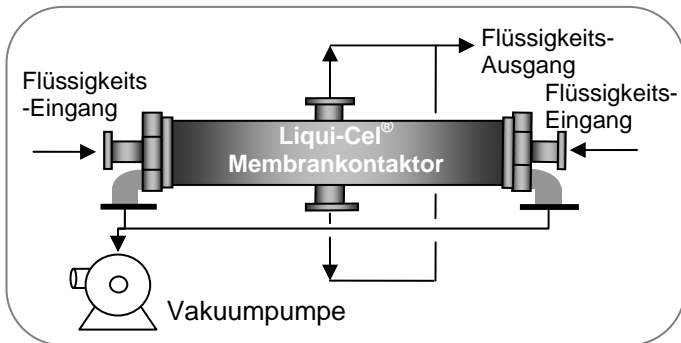 Flüssigkeits
-Eingang
Liqui-Cel®
Membrankontaktor
Flüssigkeits-
Ausgang
Flüssigkeits-
Eingang
Vakuumpumpe